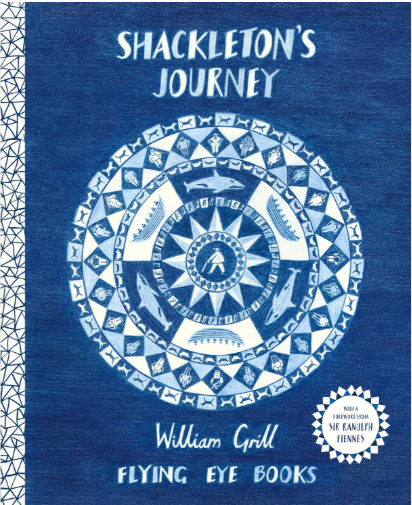 SHACKLETON'S
JOURNEY
WITH A
FOREWORD FROM
SIR RANULPH
FIENNES
William Grill
FLYING EYE BOOKS